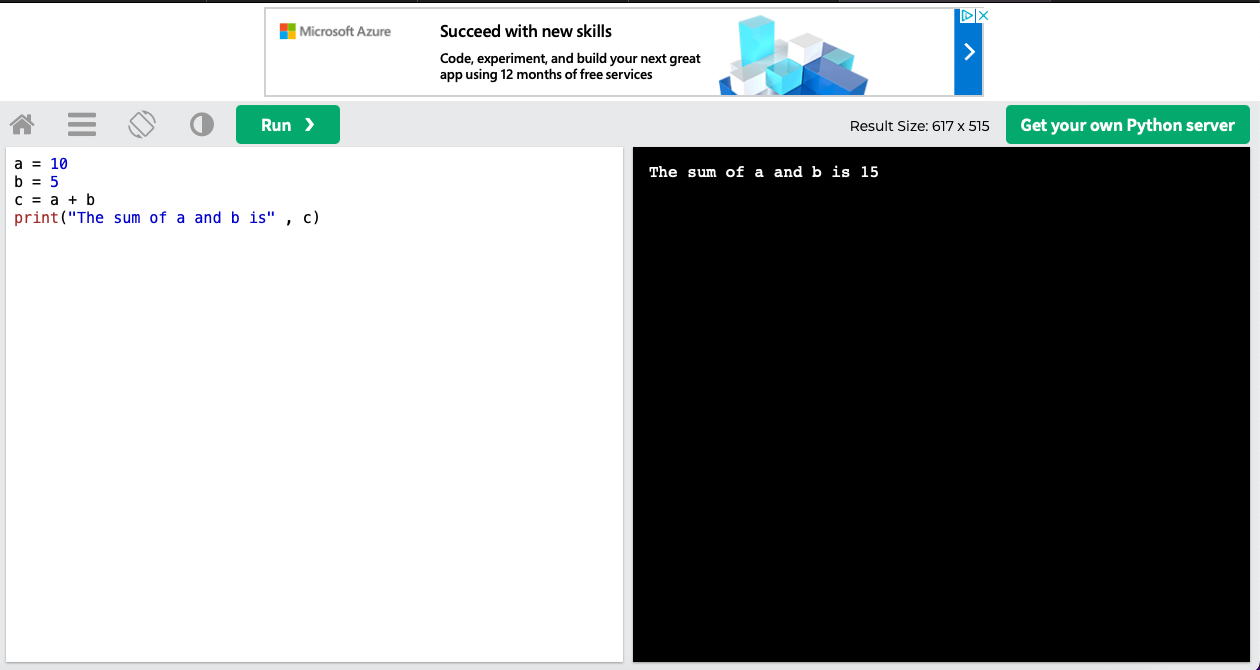 Microsoft Azure
Succeed with new skills
Code, experiment, and build your next great
app using 12 months of free services
Run ❯
Result Size: 617 x 515
Get your own Python server
a = 10
b = 5
c = a + b
print("The sum of a and b is" , c)
The sum of a and b is 15